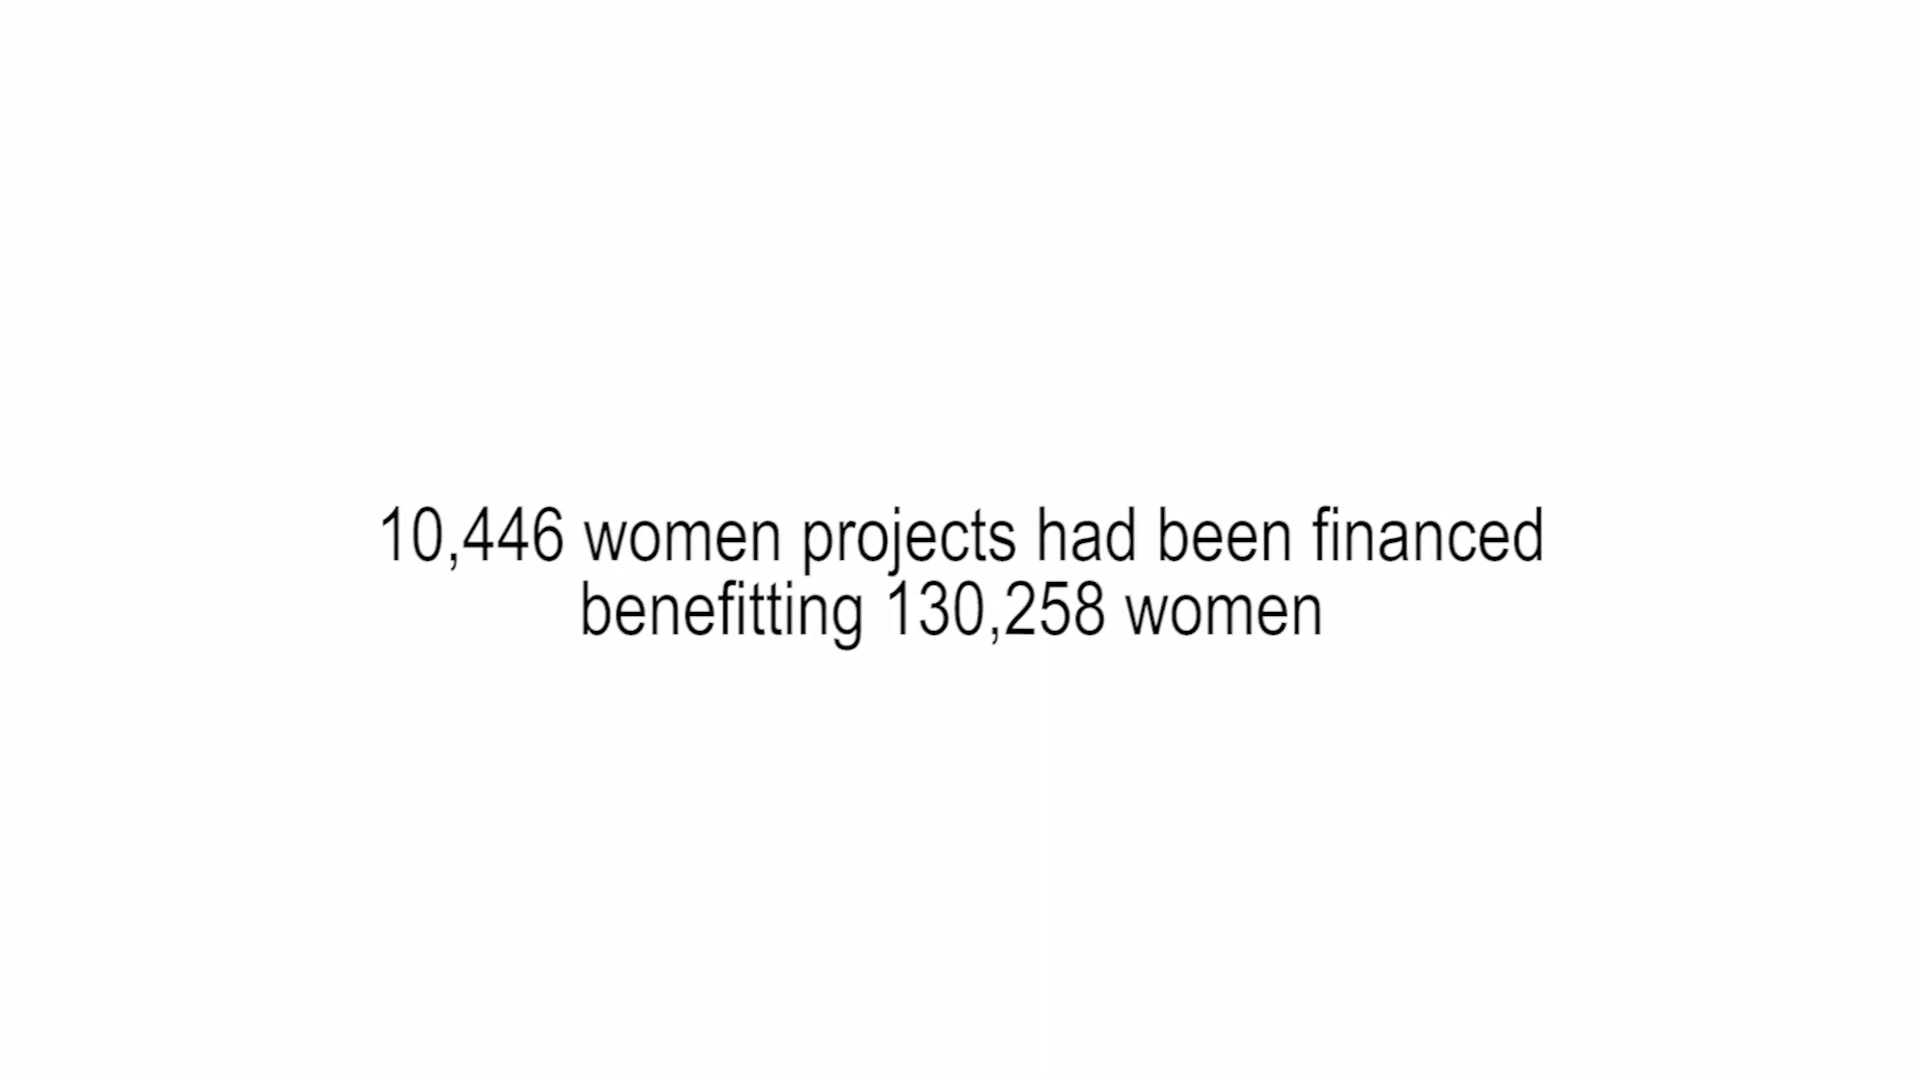 10,446 women projects had been financed
benefitting 130,258 women